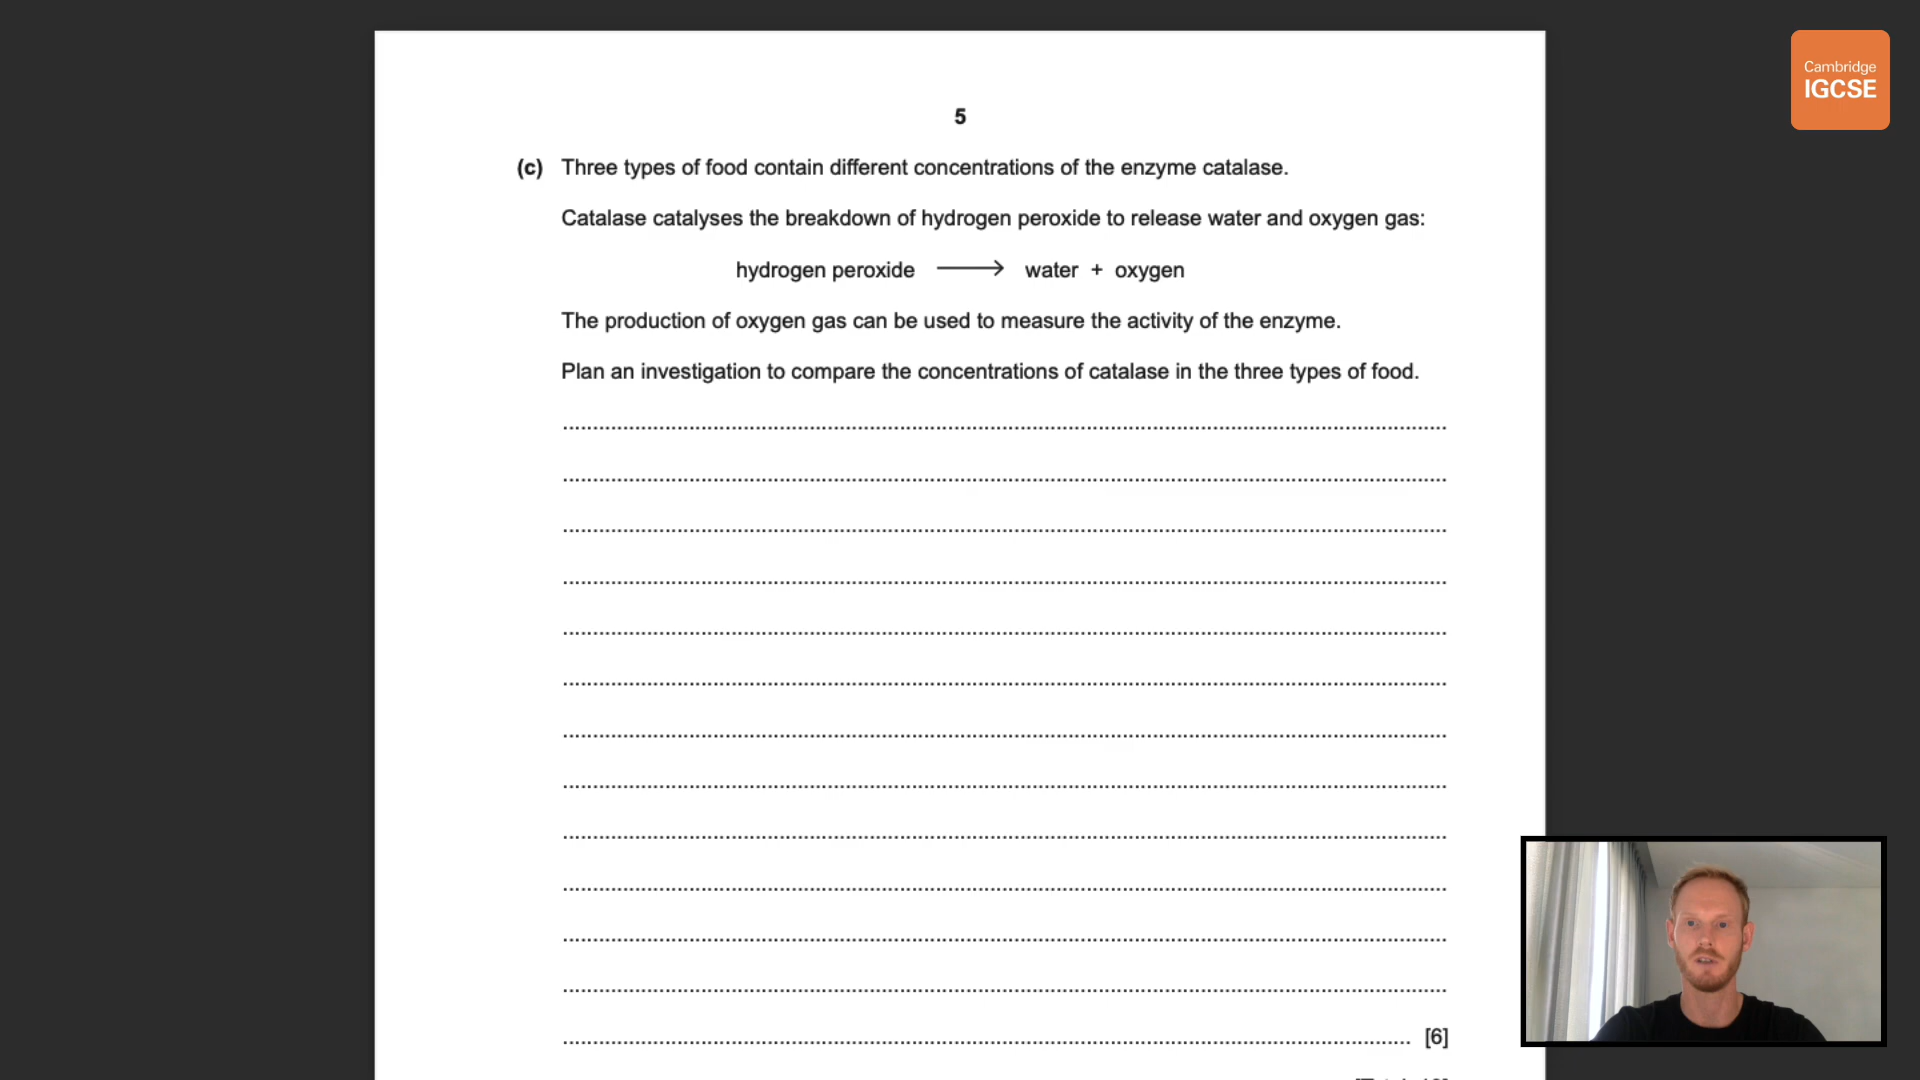 5
(c) Three types of food contain different concentrations of the enzyme catalase.
Catalase catalyses the breakdown of hydrogen peroxide to release water and oxygen gas:
hydrogen peroxide ⟶ water + oxygen
The production of oxygen gas can be used to measure the activity of the enzyme.
Plan an investigation to compare the concentrations of catalase in the three types of food.
[6]
Cambridge
IGCSE